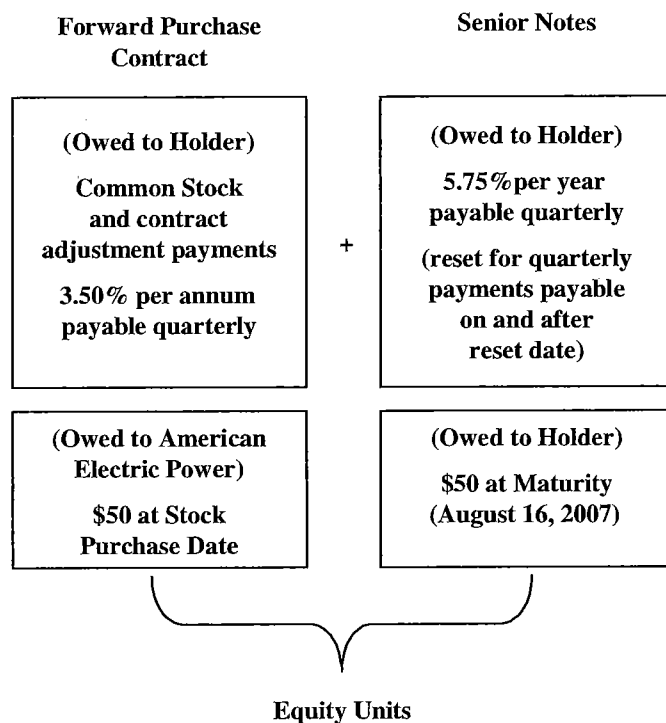 Forward Purchase
Contract
Senior Notes
(Owed to Holder)
Common Stock
and contract
adjustment payments
3.50% per annum
payable quarterly
+
(Owed to Holder)
5.75%per year
payable quarterly
(reset for quarterly
payments payable
on and after
reset date)
(Owed to American
Electric Power)
$50 at Stock
Purchase Date
(Owed to Holder)
$50 at Maturity
(August 16, 2007)
Equity Units